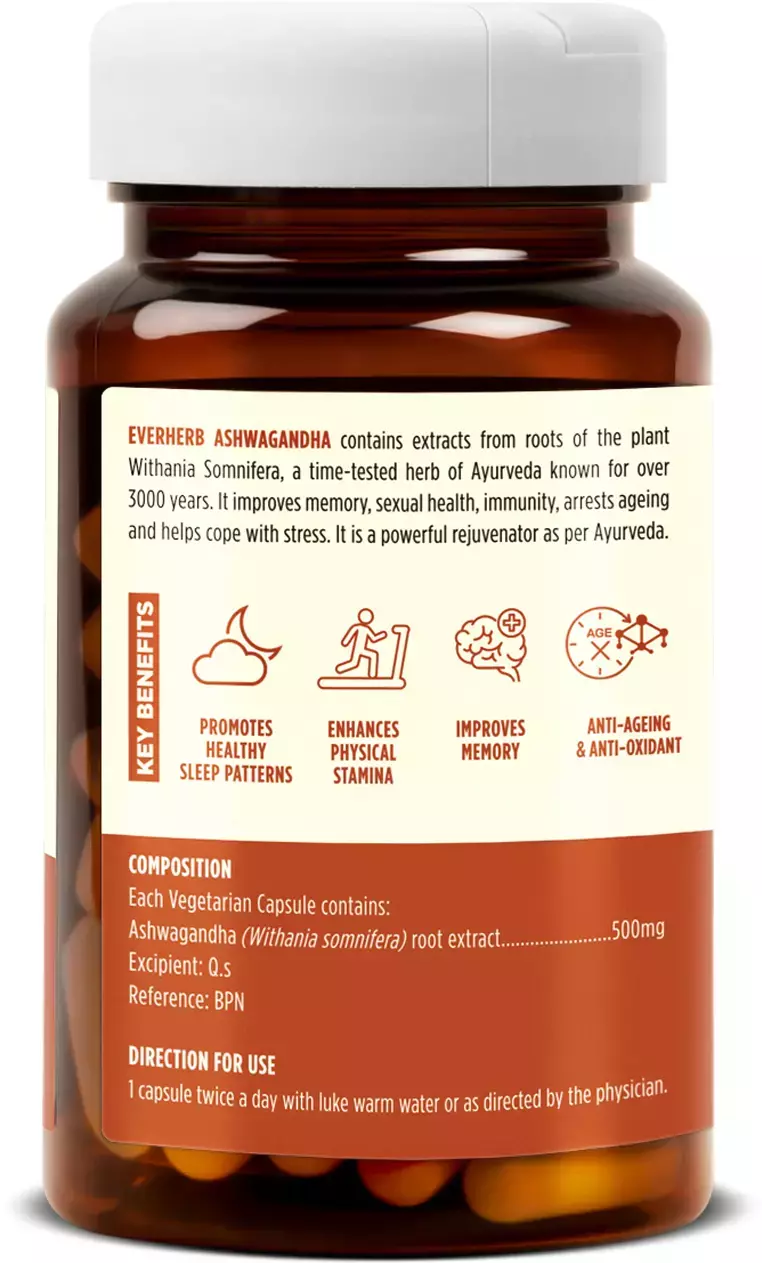 EVERHERB ASHWAGANDHA contains extracts from roots of the plant
Withania Somnifera, a time-tested herb of Ayurveda known for over
3000 years. It improves memory, sexual health, immunity, arrests ageing
and helps cope with stress. It is a powerful rejuvenator as per Ayurveda.
KEY BENEFITS
PROMOTES
HEALTHY
SLEEP PATTERNS
ENHANCES
PHYSICAL
STAMINA
IMPROVES
MEMORY
AGE
ANTI-AGEING
& ANTI-OXIDANT
COMPOSITION
Each Vegetarian Capsule contains:
Ashwagandha (Withania somnifera) root extract.......................500mg
Excipient: Q.s
Reference: BPN
DIRECTION FOR USE
1 capsule twice a day with luke warm water or as directed by the physician.